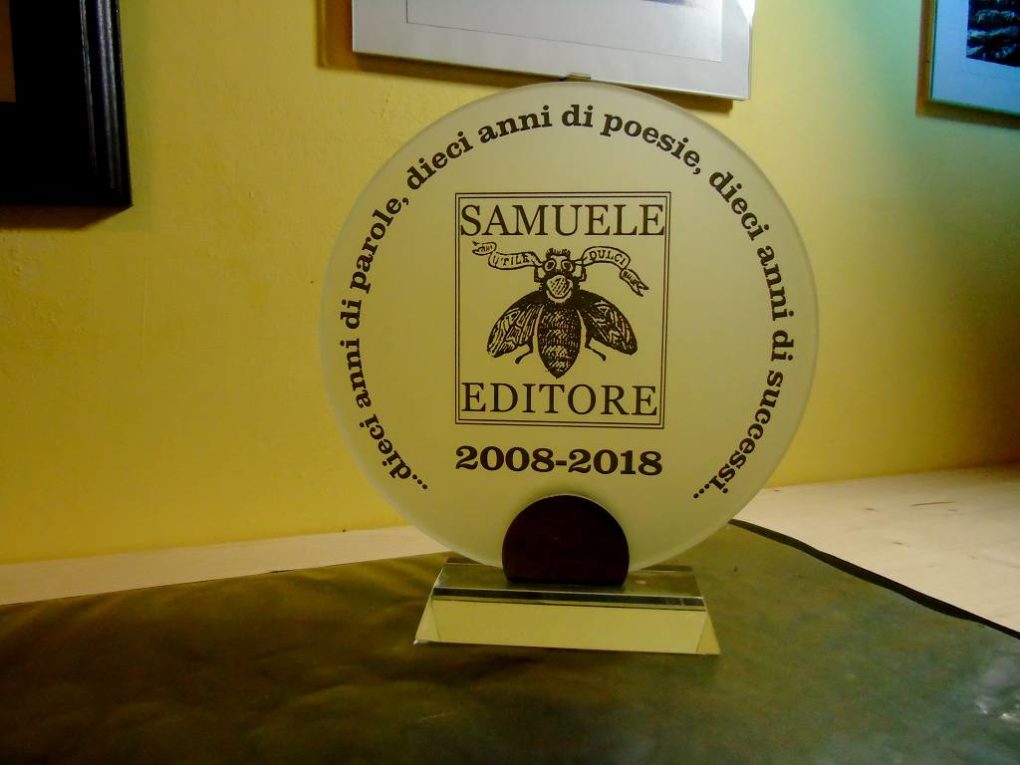 ...dieci anni di parole, dieci anni di poesie, dieci anni di successi...
SAMUELE
UTILE DULCI
EDITORE
2008-2018